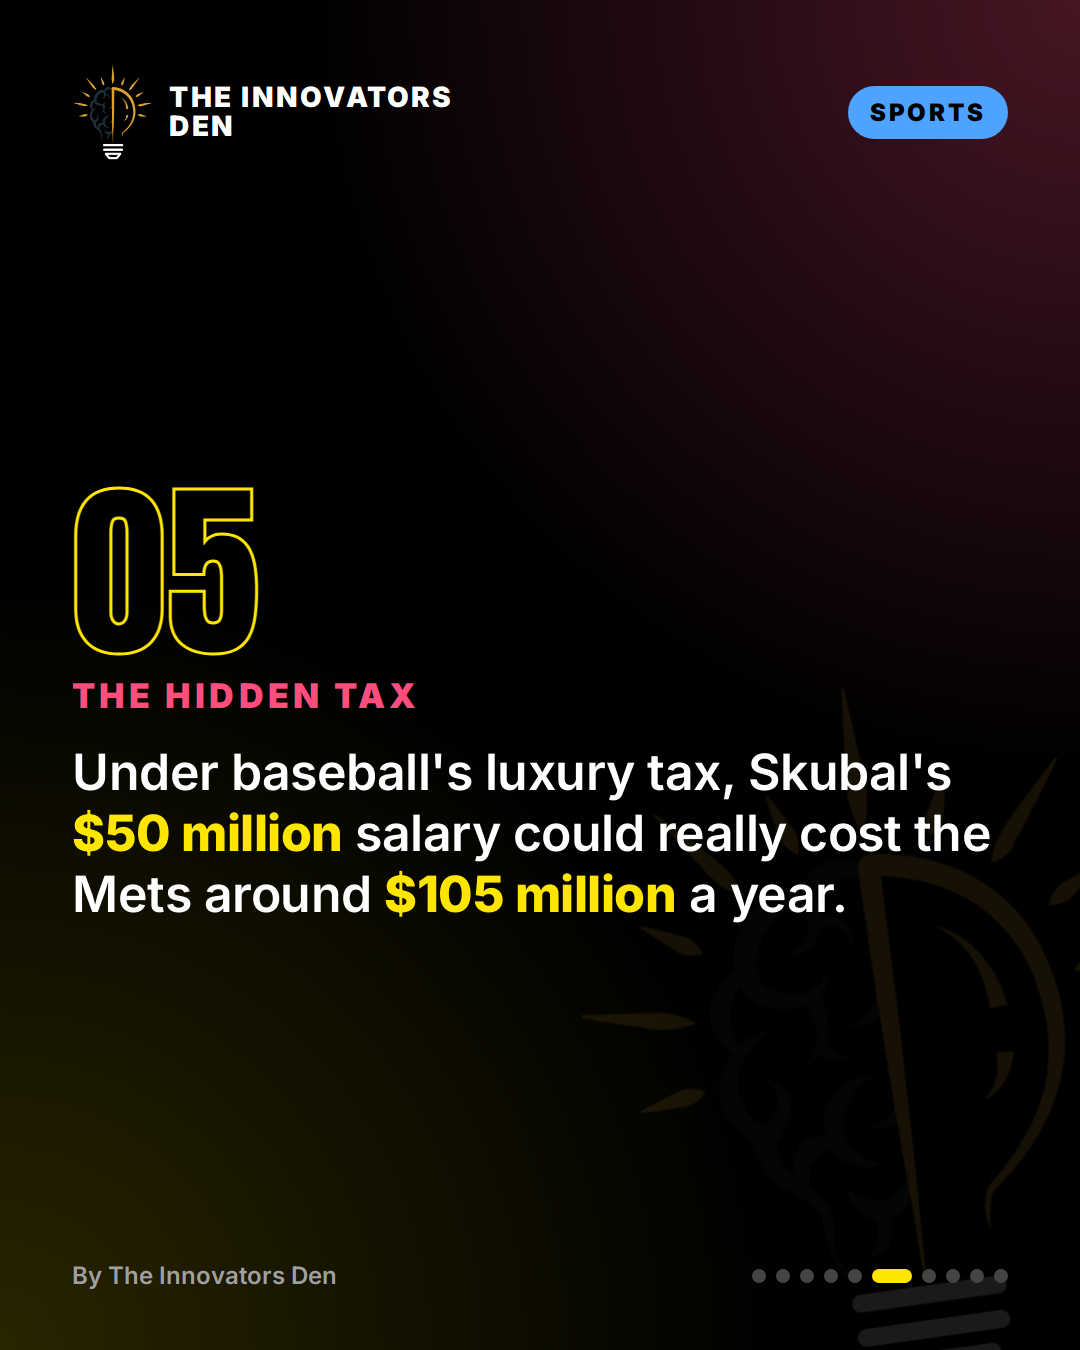 THE INNOVATORS
DEN
SPORTS
05
THE HIDDEN TAX
Under baseball's luxury tax, Skubal's
$50 million salary could really cost the
Mets around $105 million a year.
By The Innovators Den